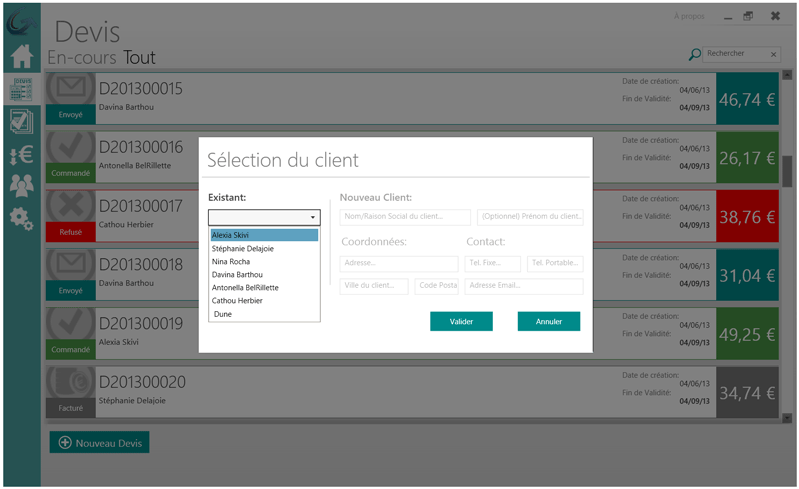 À propos
Devis
En-cours Tout
Rechercher
D201300015
Davina Barthou
Envoyé
Date de création:
04/06/13
Fin de Validité:
04/09/13
46,74 €
D201300016
Antonella BelRillette
Commandé
Date de création:
04/06/13
Fin de Validité:
04/09/13
26,17 €
D201300017
Cathou Herbier
Refusé
Date de création:
04/06/13
Fin de Validité:
04/09/13
38,76 €
D201300018
Davina Barthou
Envoyé
Date de création:
04/06/13
Fin de Validité:
04/09/13
31,04 €
D201300019
Alexia Skivi
Commandé
Date de création:
04/06/13
Fin de Validité:
04/09/13
49,25 €
D201300020
Stéphanie Delajoie
Facturé
Date de création:
04/06/13
Fin de Validité:
04/09/13
34,74 €
Nouveau Devis
Sélection du client
Existant:
Alexia Skivi
Stéphanie Delajoie
Nina Rocha
Davina Barthou
Antonella BelRillette
Cathou Herbier
Dune
Nouveau Client:
Nom/Raison Social du client...
(Optionnel) Prénom du client...
Coordonnées:
Contact:
Adresse...
Tel. Fixe...
Tel. Portable...
Ville du client...
Code Posta
Adresse Email...
Valider
Annuler